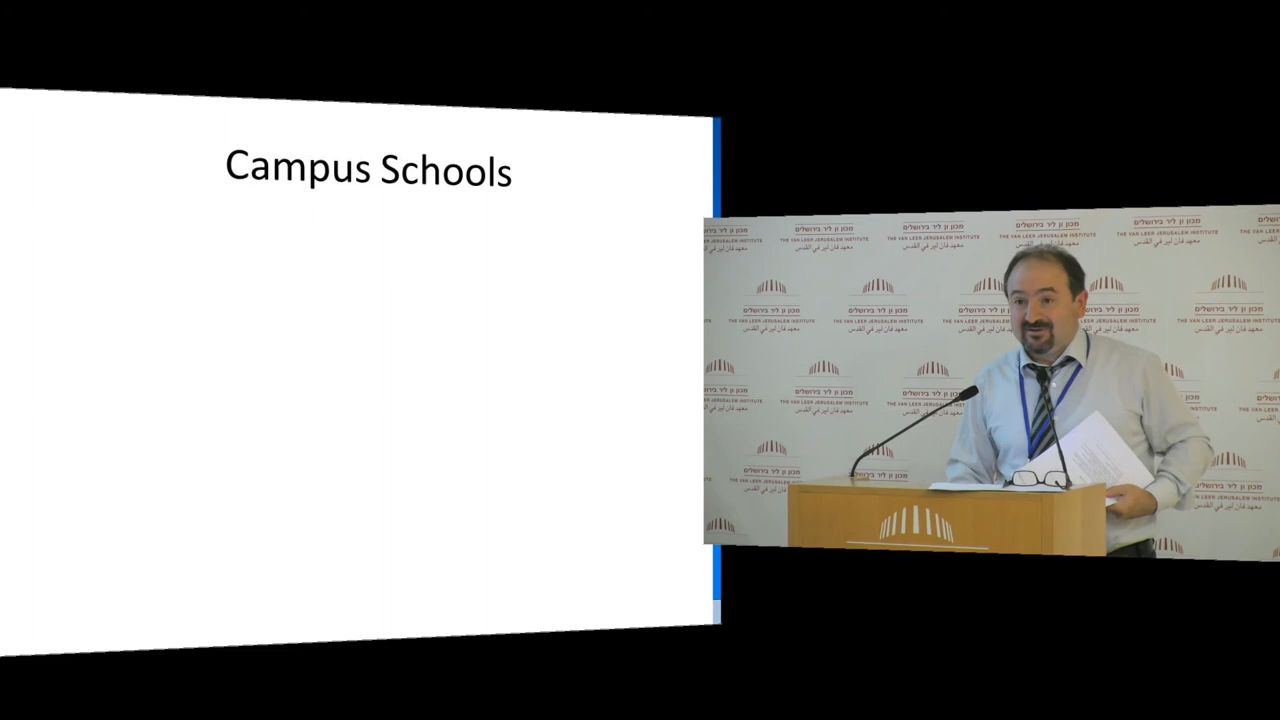 Campus Schools
מכון ון ליר בירושלים
THE VAN LEER JERUSALEM INSTITUTE
معهد فان لير في القدس